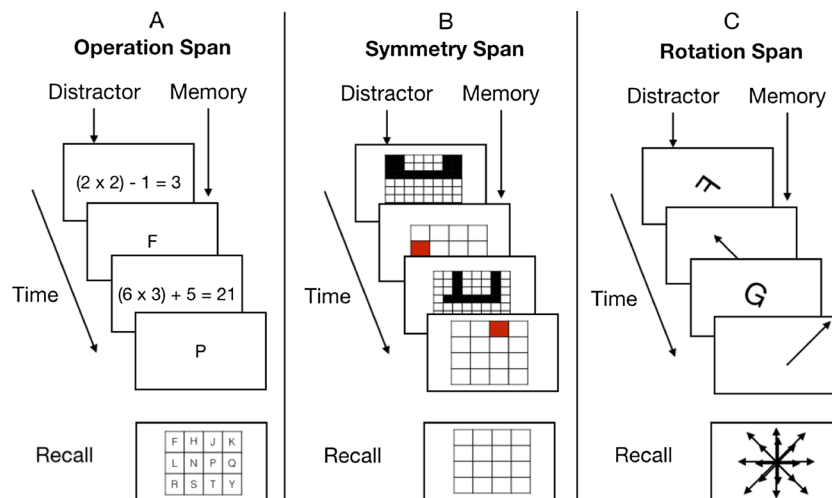 A
Operation Span
Distractor Memory
(2 x 2) - 1 = 3
F
(6 x 3) + 5 = 21
P
Time
Recall
F H J K
L N P Q
R S T Y
B
Symmetry Span
Distractor Memory
Time
Recall
C
Rotation Span
Distractor Memory
F
G
Time
Recall